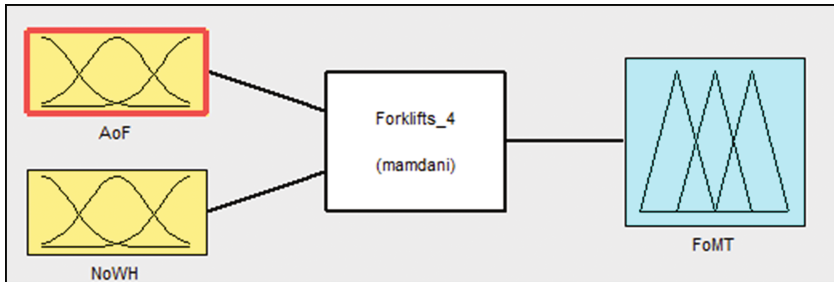 AoF
Forklifts_4
(mamdani)
FoMT
NoWH